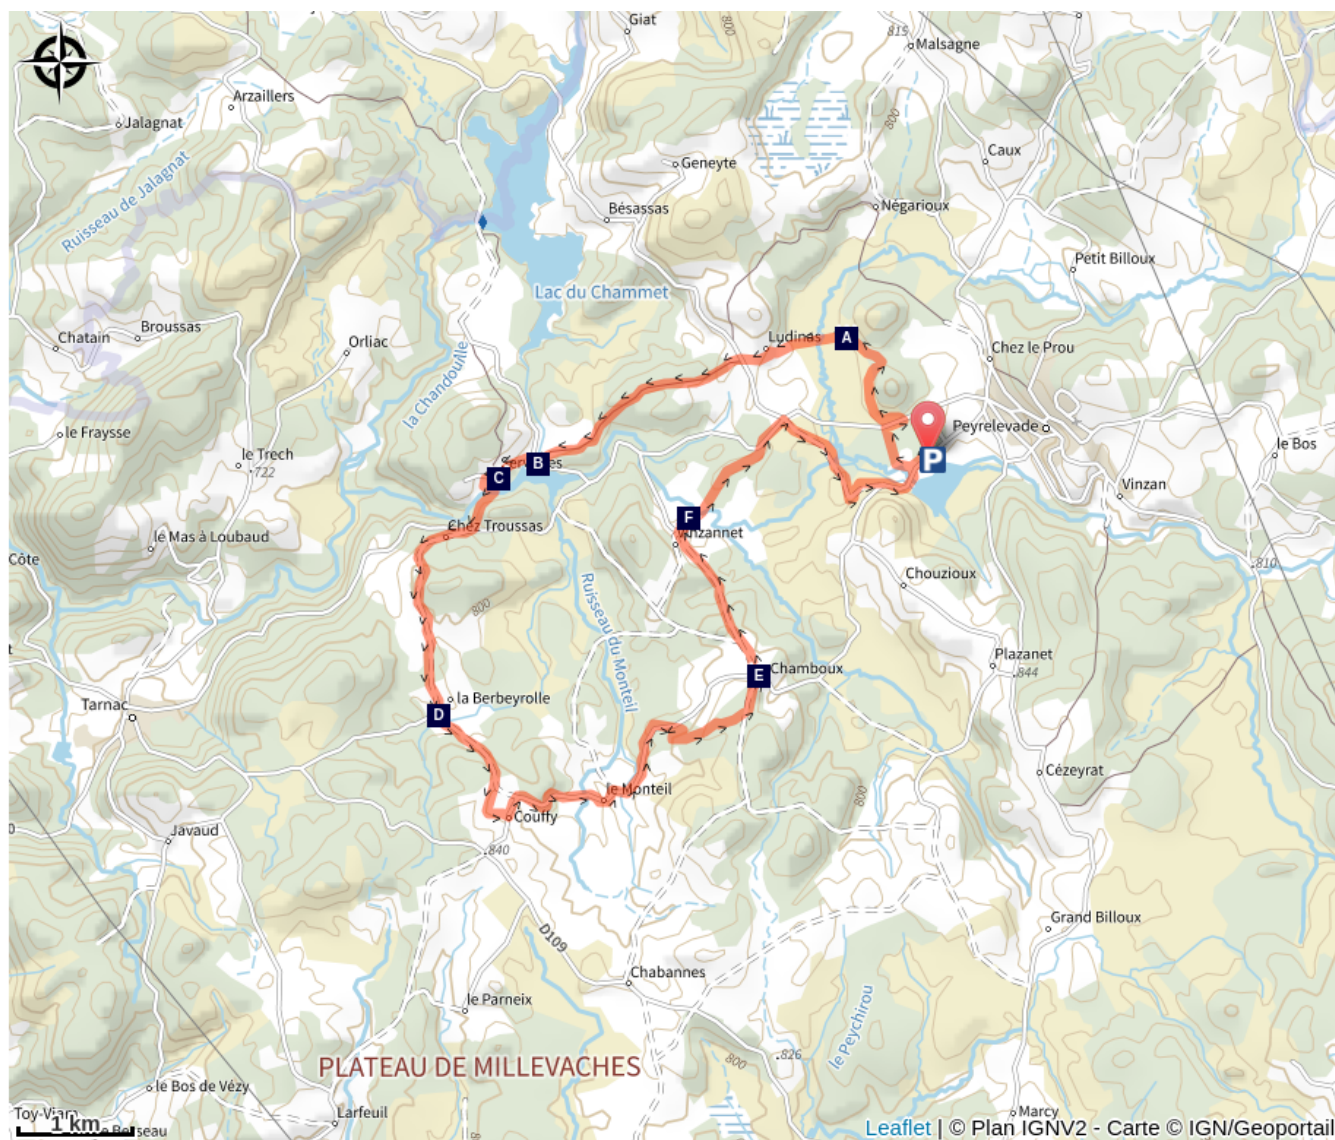 Giat
800
815
Malsagne
Arzaillers
Jalagnat
800
Caux
Geneyte
Ruisseau de Jalagnat
Bésassas
Négarioux
Petit Billoux
Lac du Chammet
Chatain
Broussas
Orliac
Ludinas
A
Chez le Prou
la Chandouille
Peyrelevade
le Fraysse
le Bos
le Trech
722
B
P
C
Vinzan
F
Chez Troussas
le Mas à Loubaud
Côte
810
Chouzioux
800
Ruisseau du Monteil
Plazanet
844
Chamboux
E
Tarnac
la Berbeyrolle
D
Cézeyrat
le Monteil
800
Couffy
Javaud
840
Grand Billoux
D109
Chabannes
le Parneix
le Peychirou
826
800
PLATEAU DE MILLEVACHES
le Bos de Vézy
Larfeuil
Marcy
1 km
Leaflet | © Plan IGNV2 - Carte © IGN/Geoportail